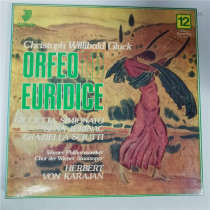 12
Christoph Willibald Gluck
ORFEO ED
EURIDICE
GIULIETTA SIMIONATO
SENA JURINAC
GRAZIELLA SCIUTTI
Wiener Philharmoniker
Chor der Wiener Staatsoper
HERBERT
VON KARAJAN